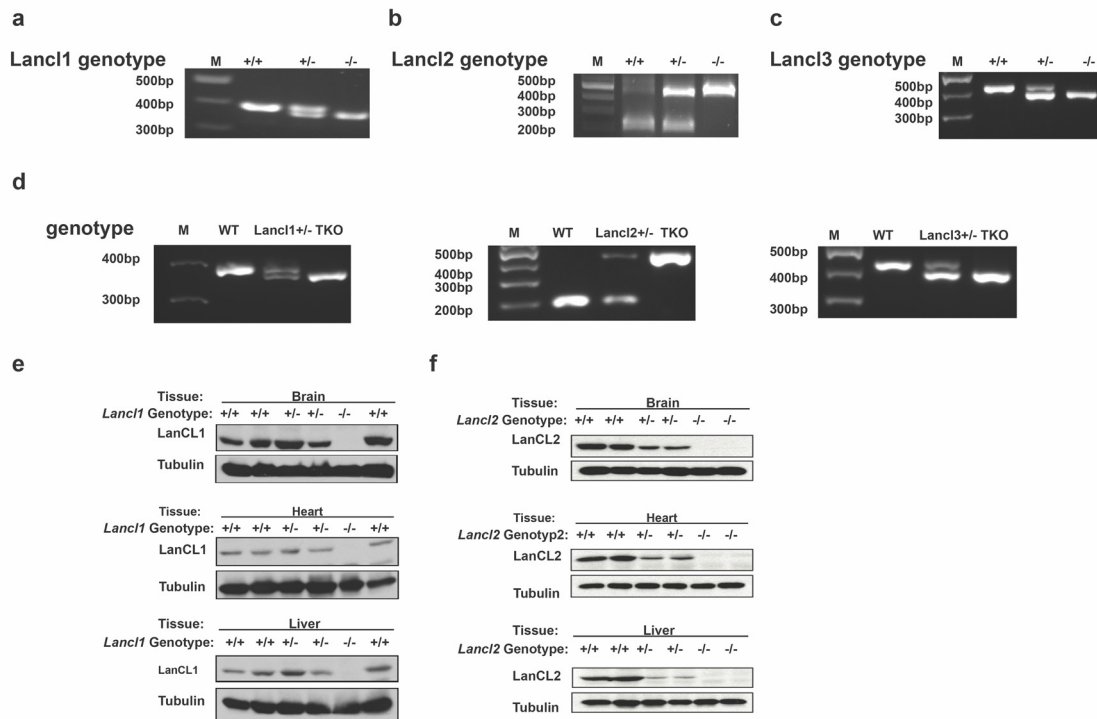 a
Lancl1 genotype
M +/+ +/- -/-
500bp
400bp
300bp
b
Lancl2 genotype
M +/+ +/- -/-
500bp
400bp
300bp
200bp
c
Lancl3 genotype
M +/+ +/- -/-
500bp
400bp
300bp
d
genotype
M WT Lancl1+/- TKO
400bp
300bp
M WT Lancl2+/- TKO
500bp
400bp
300bp
200bp
M WT Lancl3+/- TKO
500bp
400bp
300bp
e
Tissue: Brain
Lancl1 Genotype: +/+ +/+ +/- +/- -/- +/+
LanCL1
Tubulin
Tissue: Heart
Lancl1 Genotype: +/+ +/+ +/- +/- -/- +/+
LanCL1
Tubulin
Tissue: Liver
Lancl1 Genotype: +/+ +/+ +/- +/- -/- +/+
LanCL1
Tubulin
f
Tissue: Brain
Lancl2 Genotype: +/+ +/+ +/- +/- -/- -/-
LanCL2
Tubulin
Tissue: Heart
Lancl2 Genotyp2: +/+ +/+ +/- +/- -/- -/-
LanCL2
Tubulin
Tissue: Liver
Lancl2 Genotype: +/+ +/+ +/- +/- -/- -/-
LanCL2
Tubulin